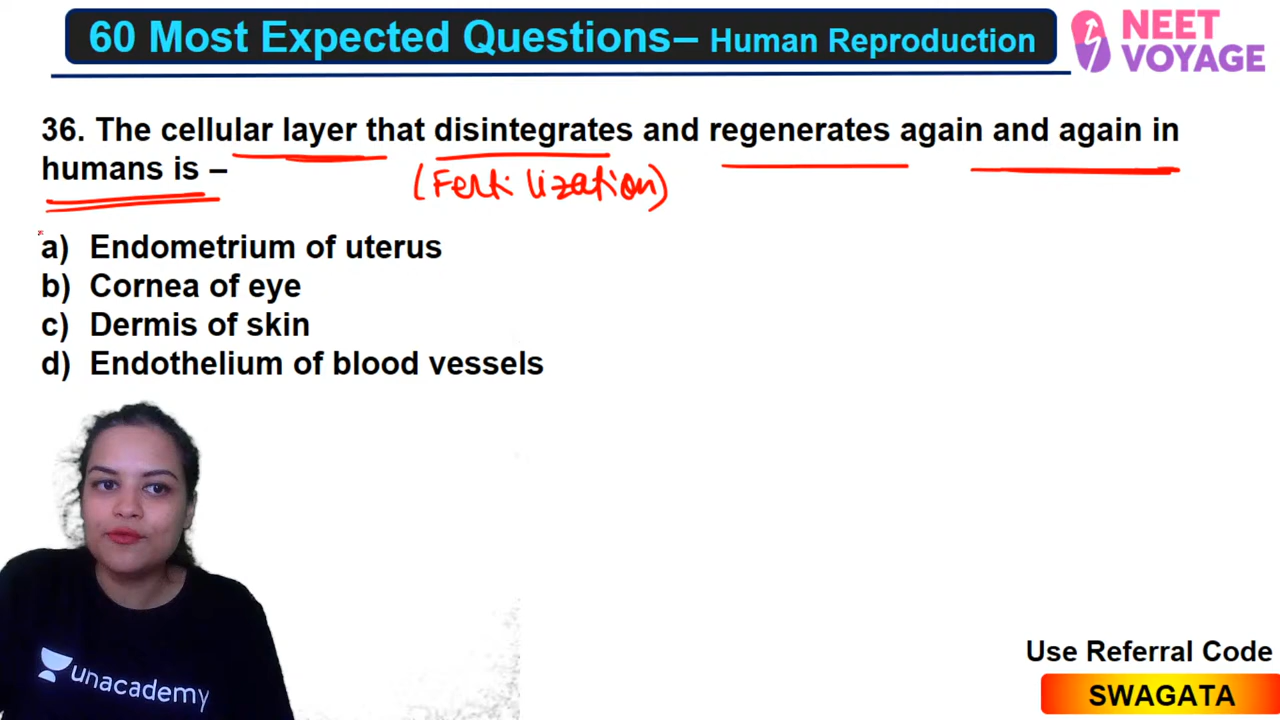 60 Most Expected Questions– Human Reproduction
NEET
VOYAGE
36. The cellular layer that disintegrates and regenerates again and again in
humans is –
(Fertilization)
a) Endometrium of uterus
b) Cornea of eye
c) Dermis of skin
d) Endothelium of blood vessels
unacademy
Use Referral Code
SWAGATA